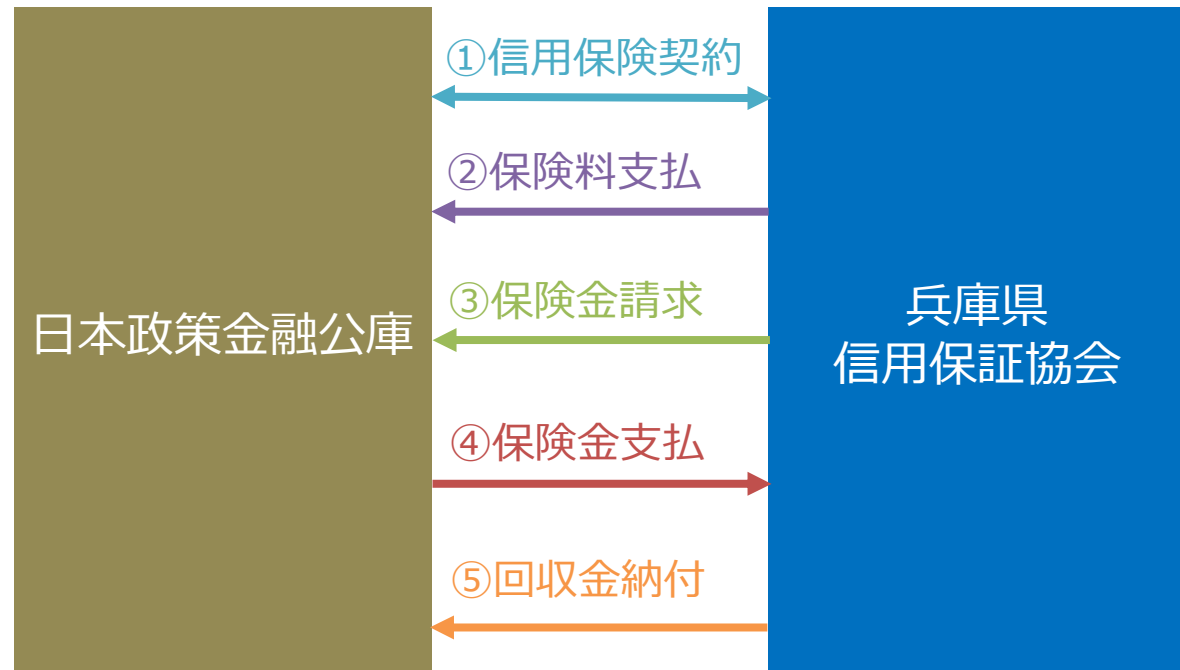 ①信用保険契約
②保険料支払
③保険金請求
④保険金支払
⑤回収金納付
日本政策金融公庫
兵庫県
信用保証協会